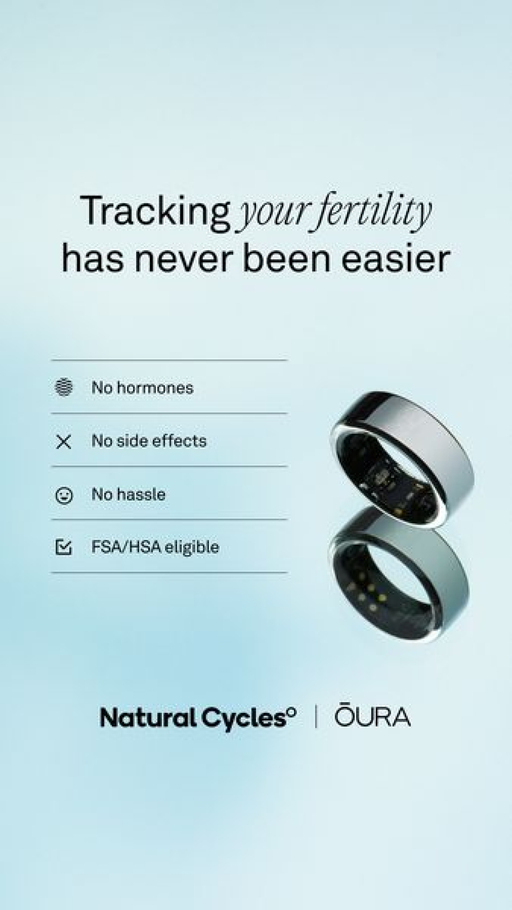 Tracking your fertility
has never been easier
No hormones
No side effects
No hassle
FSA/HSA eligible
Natural Cycles° | ŌURA